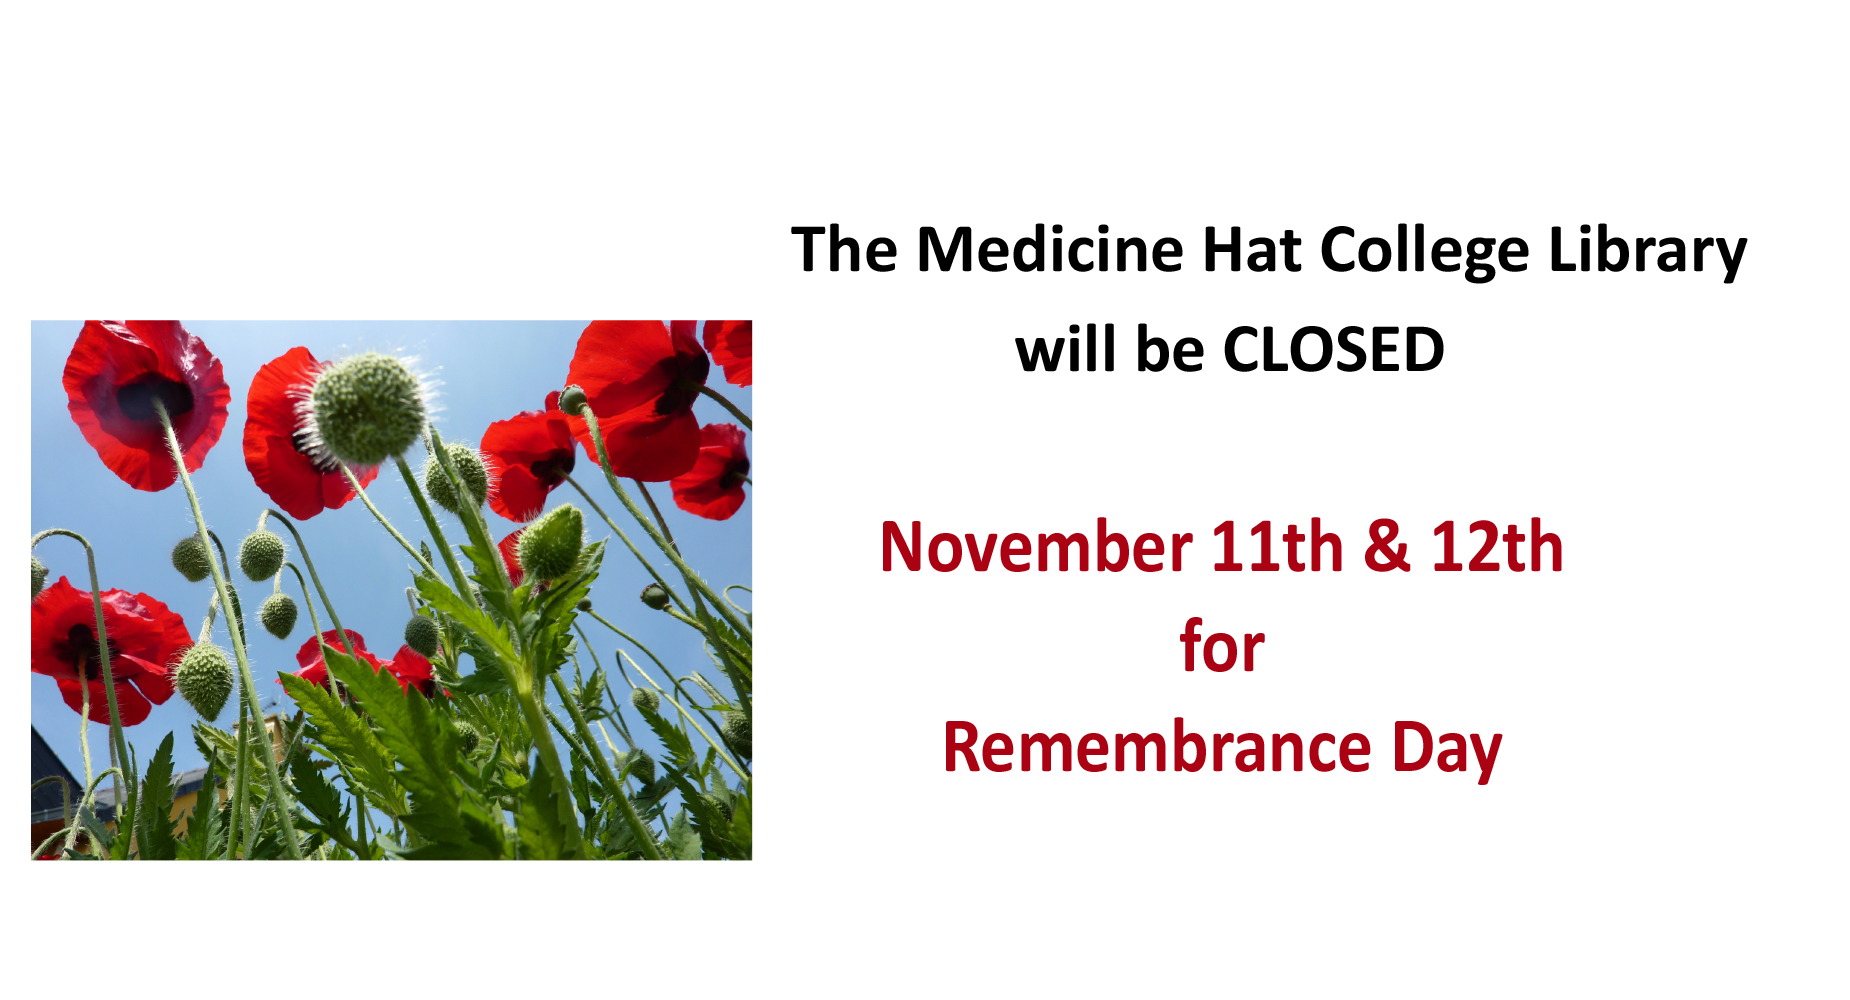 The Medicine Hat College Library
will be CLOSED
November 11th & 12th
for
Remembrance Day